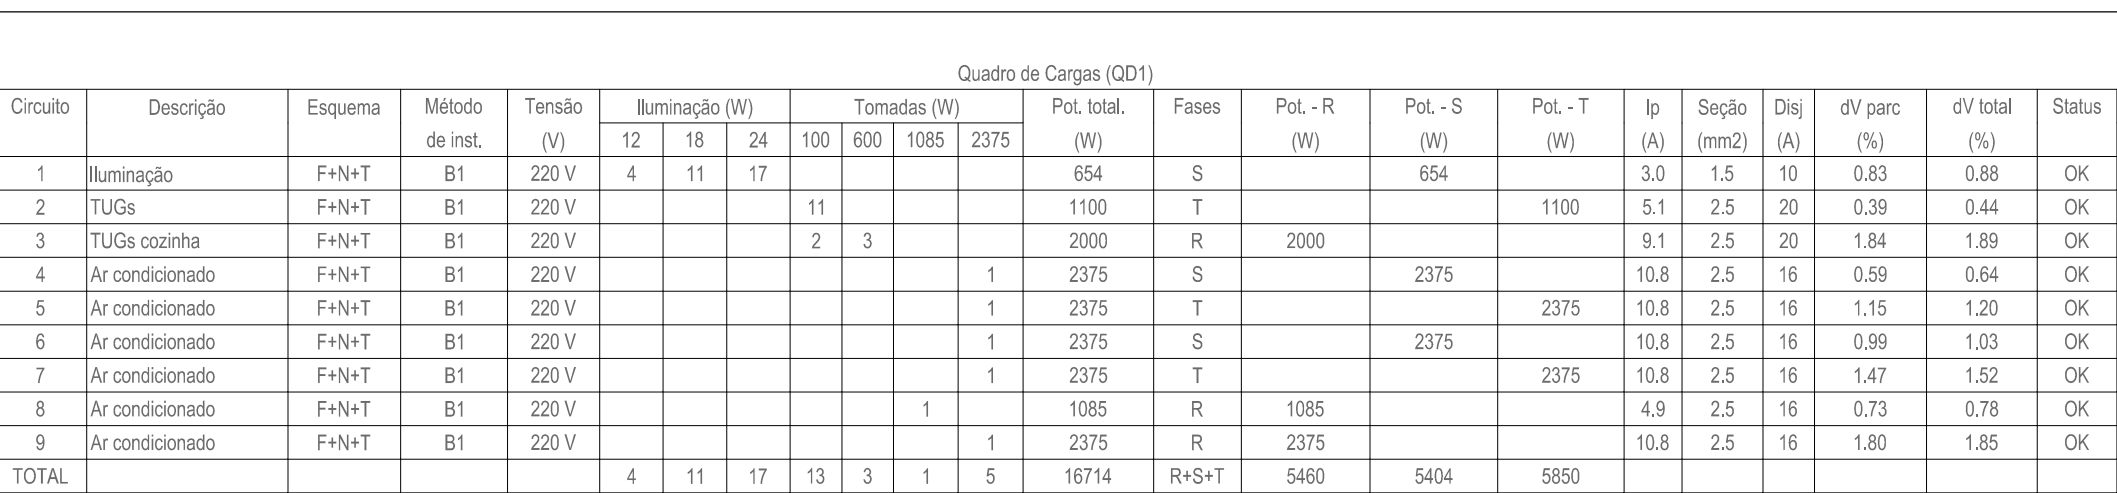 Quadro de Cargas (QD1)
Circuito Descrição Esquema Método Tensão Iluminação (W) Tomadas (W) Pot. total. Fases Pot. - R Pot. - S Pot. - T Ip Seção Disj dV parc dV total Status
de inst. (V) 12 18 24 100 600 1085 2375 (W) (W) (W) (W) (A) (mm2) (A) (%) (%)
1 Iluminação F+N+T B1 220 V 4 11 17 654 S 654 3.0 1.5 10 0.83 0.88 OK
2 TUGs F+N+T B1 220 V 11 1100 T 1100 5.1 2.5 20 0.39 0.44 OK
3 TUGs cozinha F+N+T B1 220 V 2 3 2000 R 2000 9.1 2.5 20 1.84 1.89 OK
4 Ar condicionado F+N+T B1 220 V 1 2375 S 2375 10.8 2.5 16 0.59 0.64 OK
5 Ar condicionado F+N+T B1 220 V 1 2375 T 2375 10.8 2.5 16 1.15 1.20 OK
6 Ar condicionado F+N+T B1 220 V 1 2375 S 2375 10.8 2.5 16 0.99 1.03 OK
7 Ar condicionado F+N+T B1 220 V 1 2375 T 2375 10.8 2.5 16 1.47 1.52 OK
8 Ar condicionado F+N+T B1 220 V 1 1085 R 1085 4.9 2.5 16 0.73 0.78 OK
9 Ar condicionado F+N+T B1 220 V 1 2375 R 2375 10.8 2.5 16 1.80 1.85 OK
TOTAL 4 11 17 13 3 1 5 16714 R+S+T 5460 5404 5850